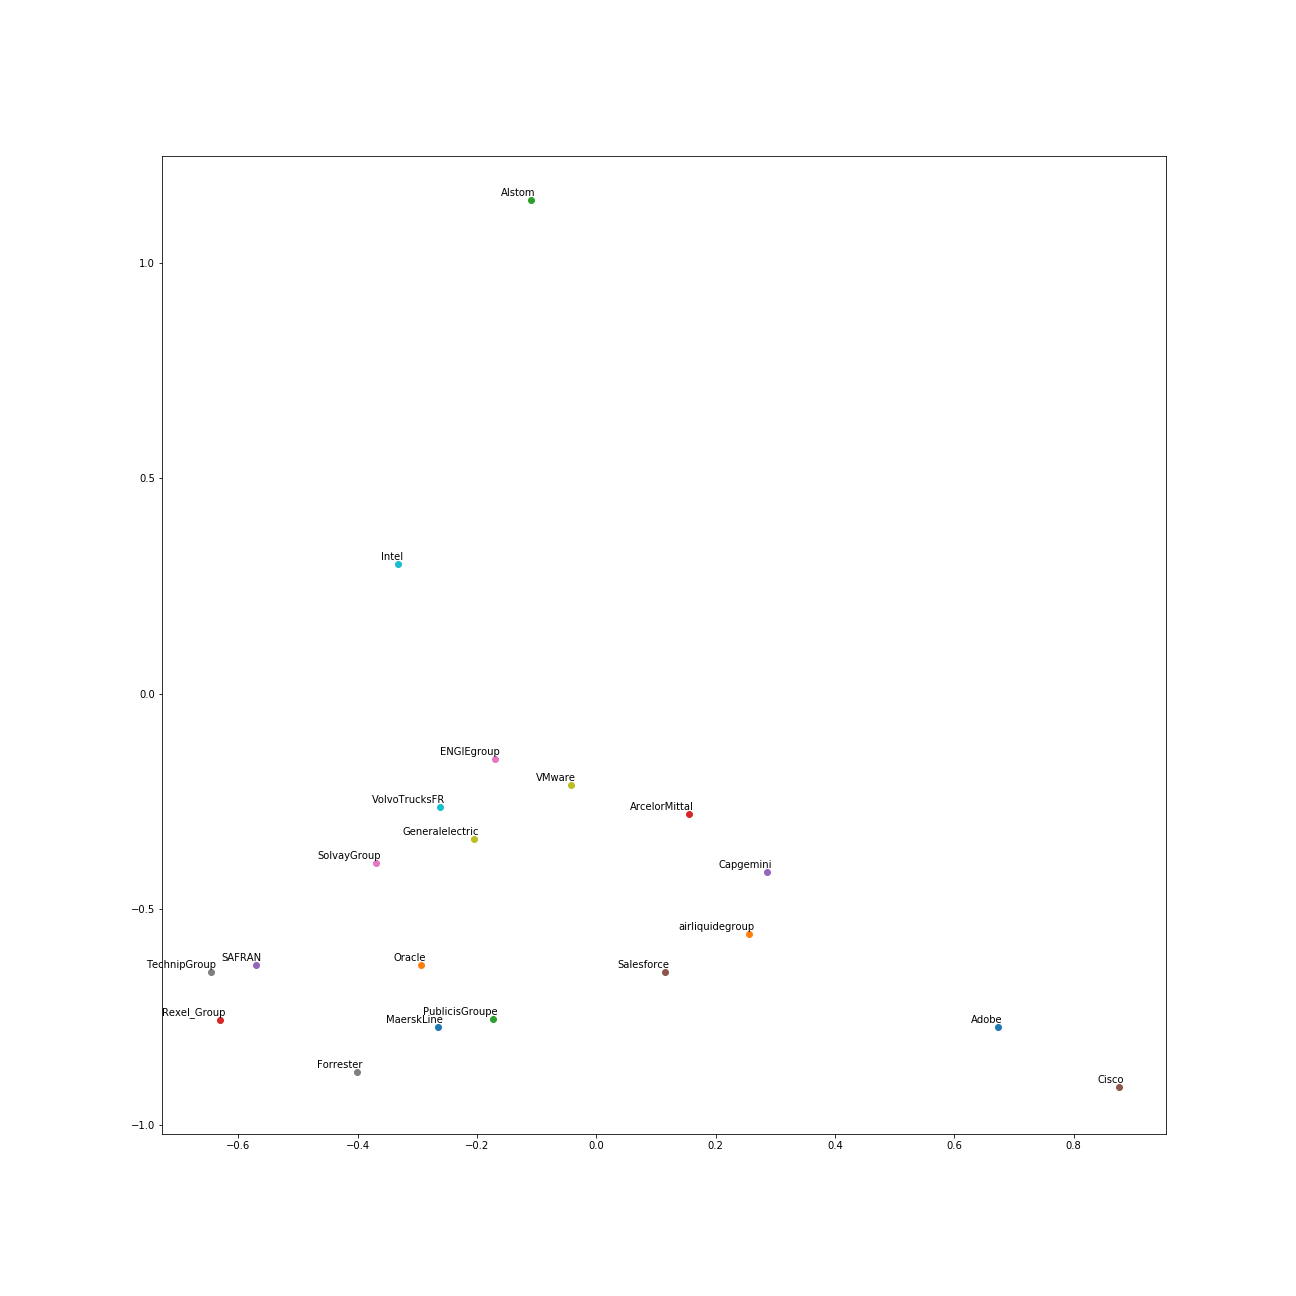 Alstom
1.0
0.5
Intel
0.0
ENGIEgroup
VMware
VolvoTrucksFR
ArcelorMittal
Generalelectric
SolvayGroup
Capgemini
−0.5
airliquidegroup
SAFRAN
Oracle
TechnipGroup
Salesforce
Rexel_Group
PublicisGroupe
MaerskLine
Adobe
Forrester
Cisco
−1.0
−0.6 −0.4 −0.2 0.0 0.2 0.4 0.6 0.8